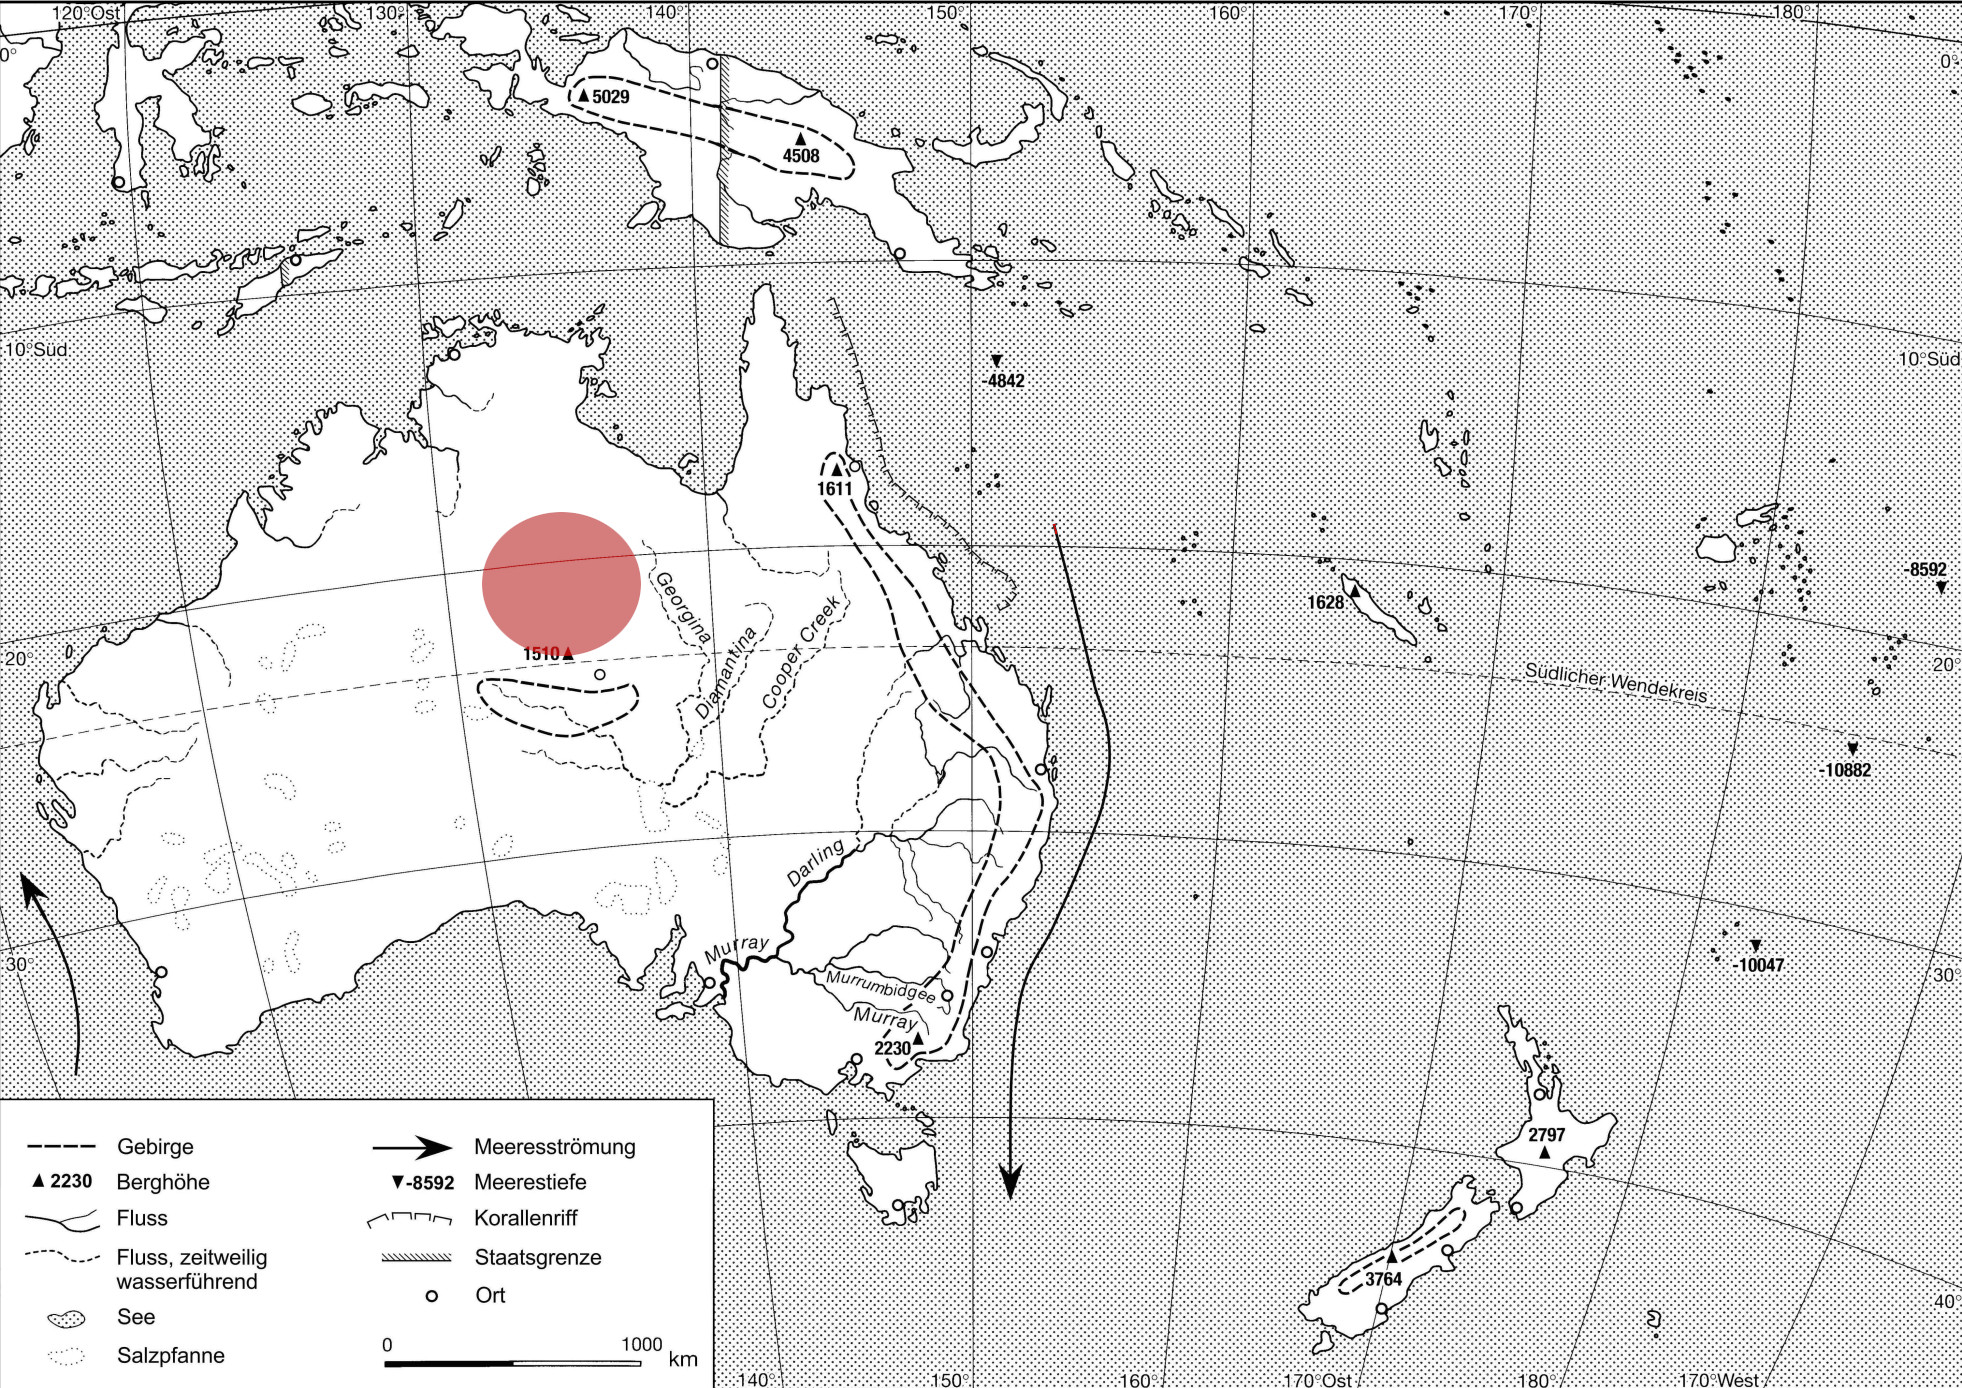 120°Ost
130°
140°
150°
160°
170°
180°
0°
0°
5029
4508
10°Süd
10°Süd
-4842
1611
Georgina
Diamantina
Cooper Creek
1510
1628
-8592
20°
20°
Südlicher Wendekreis
-10882
Darling
Murray
Murrumbidgee
Murray
2230
-10047
30°
30°
2797
3764
40°
Gebirge
2230 Berghöhe
Fluss
Fluss, zeitweilig
wasserführend
See
Salzpfanne
Meeresströmung
-8592 Meerestiefe
Korallenriff
Staatsgrenze
Ort
0 1000 km
140°
150°
160°
170°Ost
180°
170°West